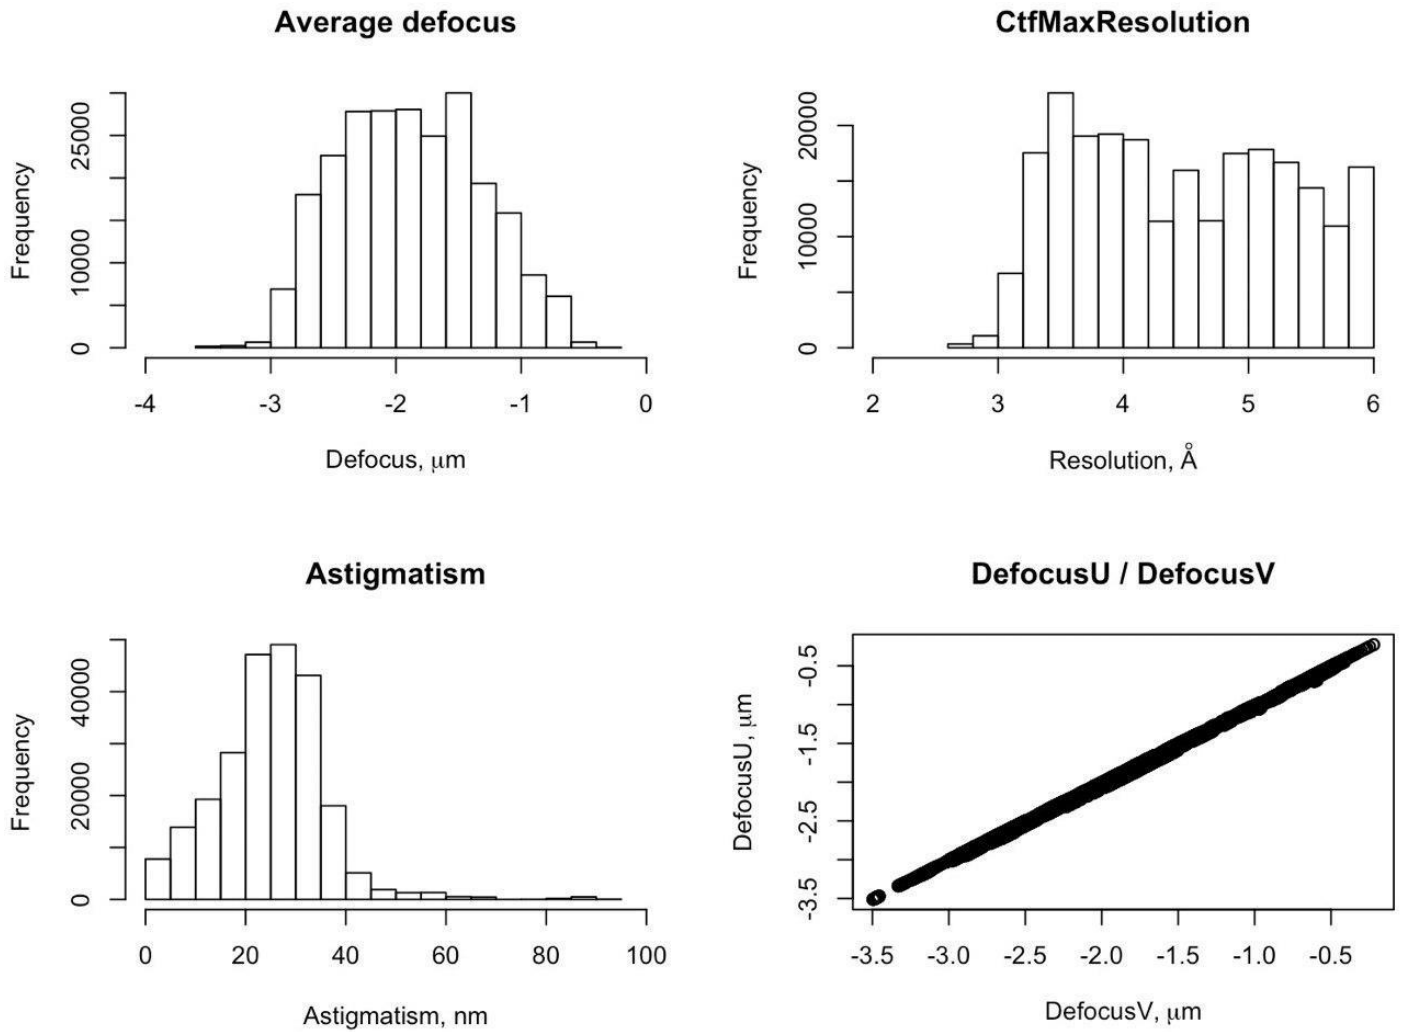 Average defocus
Frequency
0
10000
25000
-4 -3 -2 -1 0
Defocus, μm
CtfMaxResolution
Frequency
0
10000
20000
2 3 4 5 6
Resolution, Å
Astigmatism
Frequency
0
20000
40000
0 20 40 60 80 100
Astigmatism, nm
DefocusU / DefocusV
DefocusU, μm
-3.5
-2.5
-1.5
-0.5
-3.5 -3.0 -2.5 -2.0 -1.5 -1.0 -0.5
DefocusV, μm